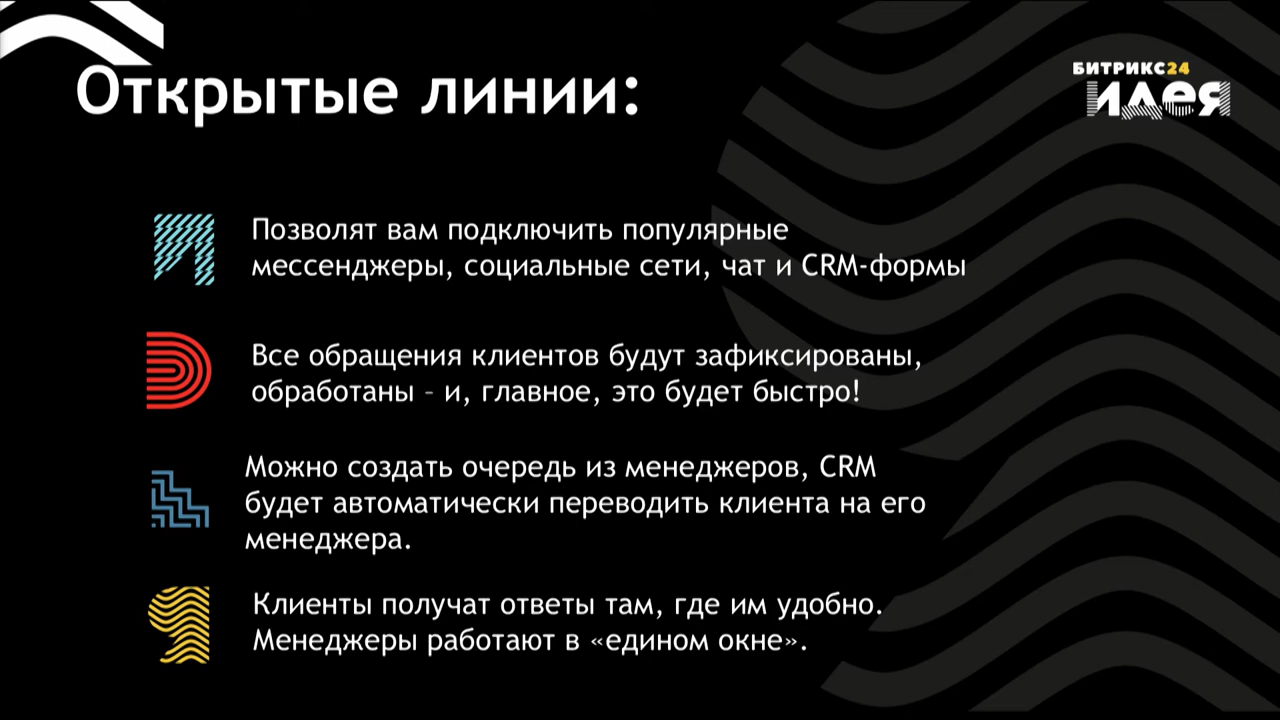 Открытые линии:
БИТРИКС24
идея
Позволят вам подключить популярные
мессенджеры, социальные сети, чат и CRM-формы
Все обращения клиентов будут зафиксированы,
обработаны – и, главное, это будет быстро!
Можно создать очередь из менеджеров, CRM
будет автоматически переводить клиента на его
менеджера.
Клиенты получат ответы там, где им удобно.
Менеджеры работают в «едином окне».